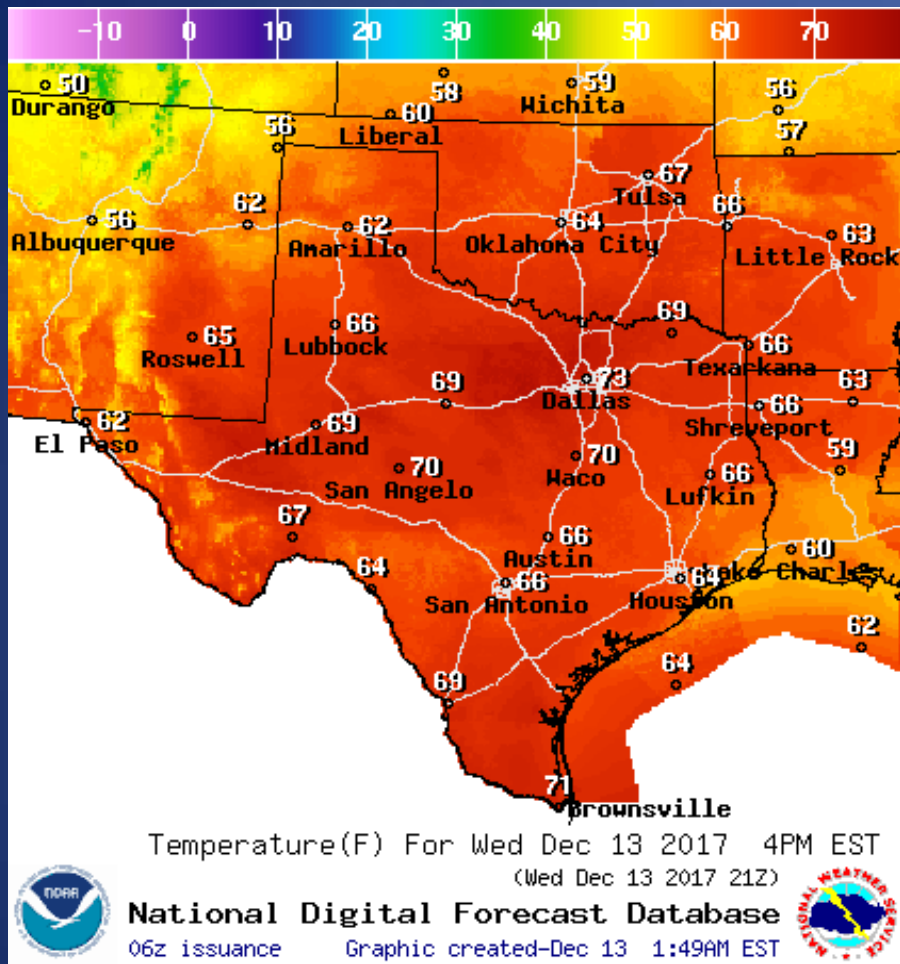 -10 0 10 20 30 40 50 60 70
50 58 59 56
Durango Wichita
60
Liberal
56 57
67
Tulsa
56 62 62 64 66 63
Albuquerque Amarillo Oklahoma City Little Rock
65 66 69 66
Roswell Lubbock Texarkana
73
Dallas
62 69 69 66 63
El Paso Midland Shreveport
70 70 66 59
San Angelo Waco Lufkin
67 66 60
Austin Lake Charles
64 66 64
San Antonio Houston
62
69 64
71
Brownsville
Temperature(F) For Wed Dec 13 2017 4PM EST
(Wed Dec 13 2017 21Z)
National Digital Forecast Database
06z issuance Graphic created-Dec 13 1:49AM EST
NOAA
NATIONAL WEATHER SERVICE